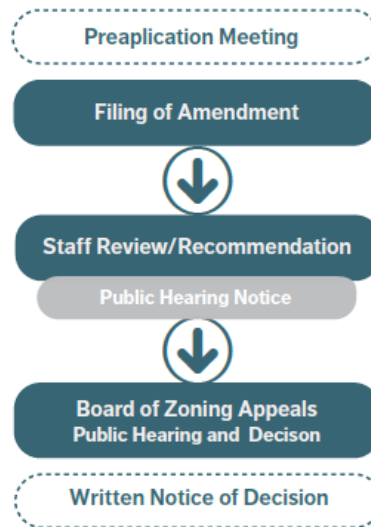 Preaplication Meeting
Filing of Amendment
Staff Review/Recommendation
Public Hearing Notice
Board of Zoning Appeals
Public Hearing and Decison
Written Notice of Decision